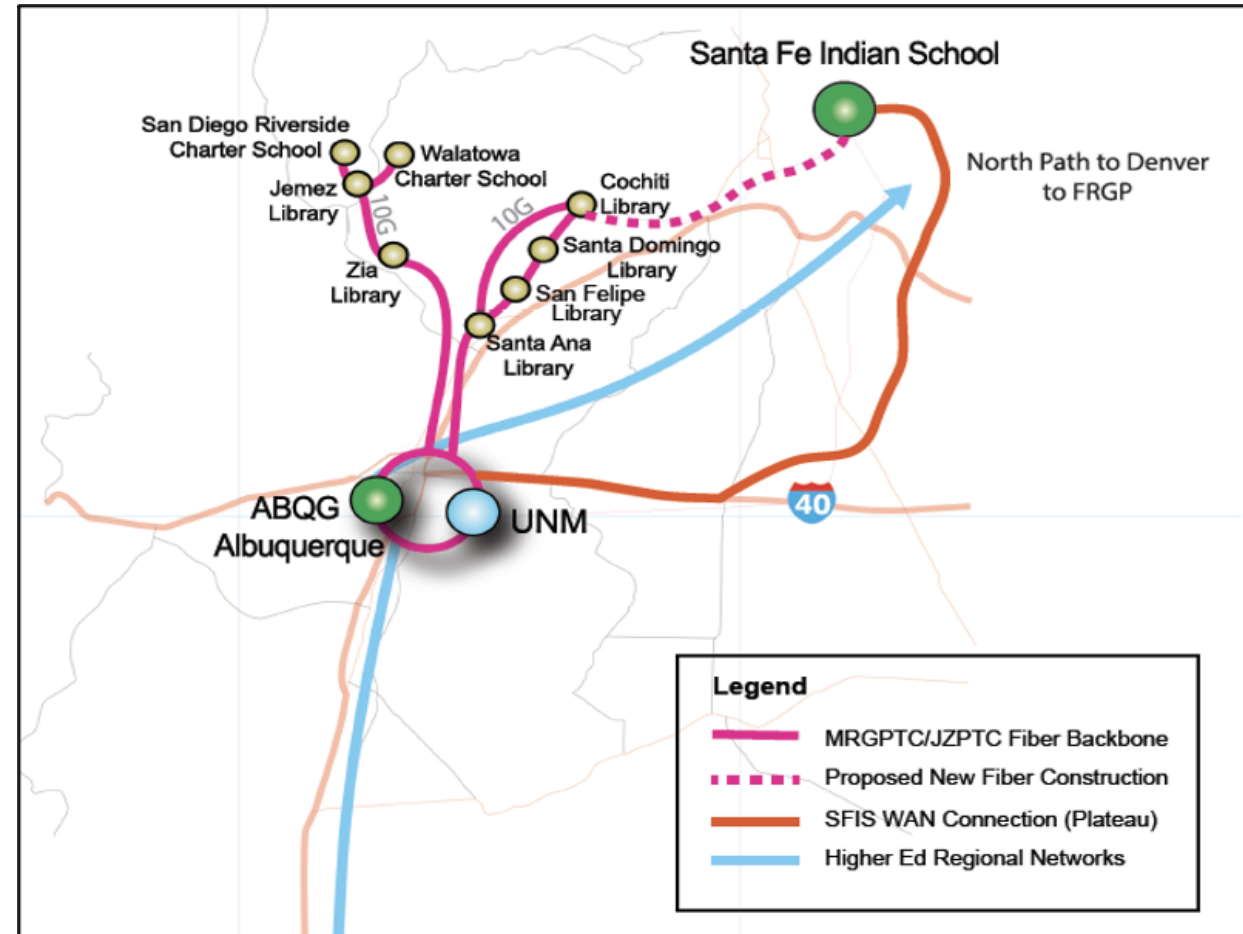 Santa Fe Indian School
San Diego Riverside
Charter School
Walatowa
Charter School
Jemez
Library
10G
Zia
Library
10G
Cochiti
Library
Santa Domingo
Library
San Felipe
Library
Santa Ana
Library
North Path to Denver
to FRGP
40
ABQG
Albuquerque
UNM
Legend
MRGPTC/JZPTC Fiber Backbone
Proposed New Fiber Construction
SFIS WAN Connection (Plateau)
Higher Ed Regional Networks